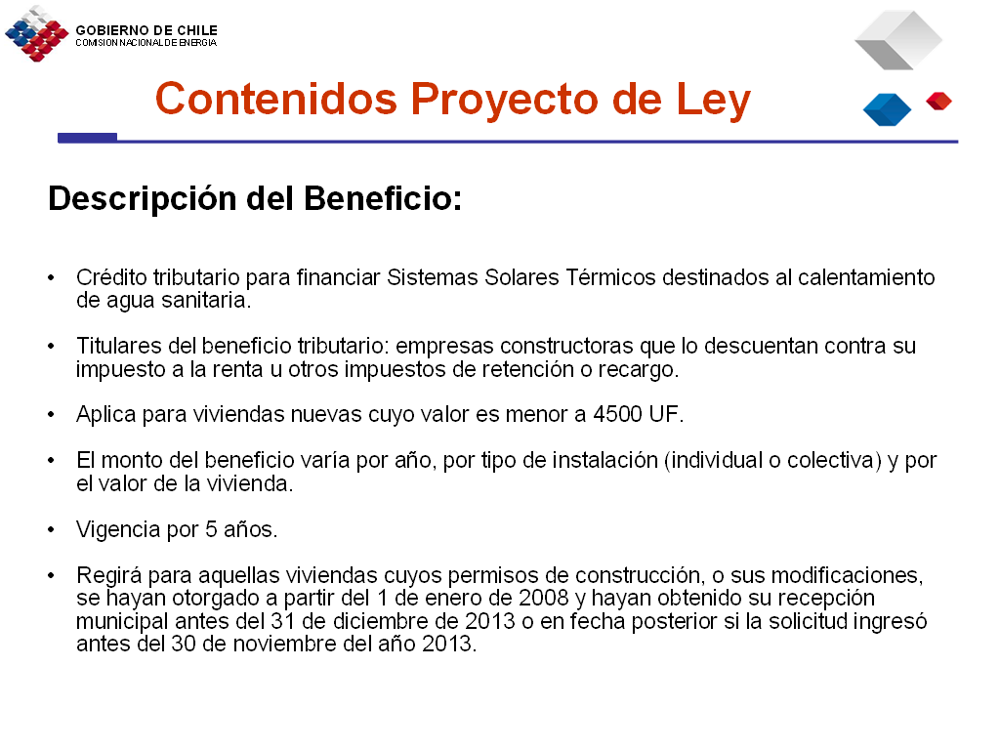 GOBIERNO DE CHILE
COMISION NACIONAL DE ENERGIA
Contenidos Proyecto de Ley
Descripción del Beneficio:
• Crédito tributario para financiar Sistemas Solares Térmicos destinados al calentamiento
de agua sanitaria.
• Titulares del beneficio tributario: empresas constructoras que lo descuentan contra su
impuesto a la renta u otros impuestos de retención o recargo.
• Aplica para viviendas nuevas cuyo valor es menor a 4500 UF.
• El monto del beneficio varía por año, por tipo de instalación (individual o colectiva) y por
el valor de la vivienda.
• Vigencia por 5 años.
• Regirá para aquellas viviendas cuyos permisos de construcción, o sus modificaciones,
se hayan otorgado a partir del 1 de enero de 2008 y hayan obtenido su recepción
municipal antes del 31 de diciembre de 2013 o en fecha posterior si la solicitud ingresó
antes del 30 de noviembre del año 2013.